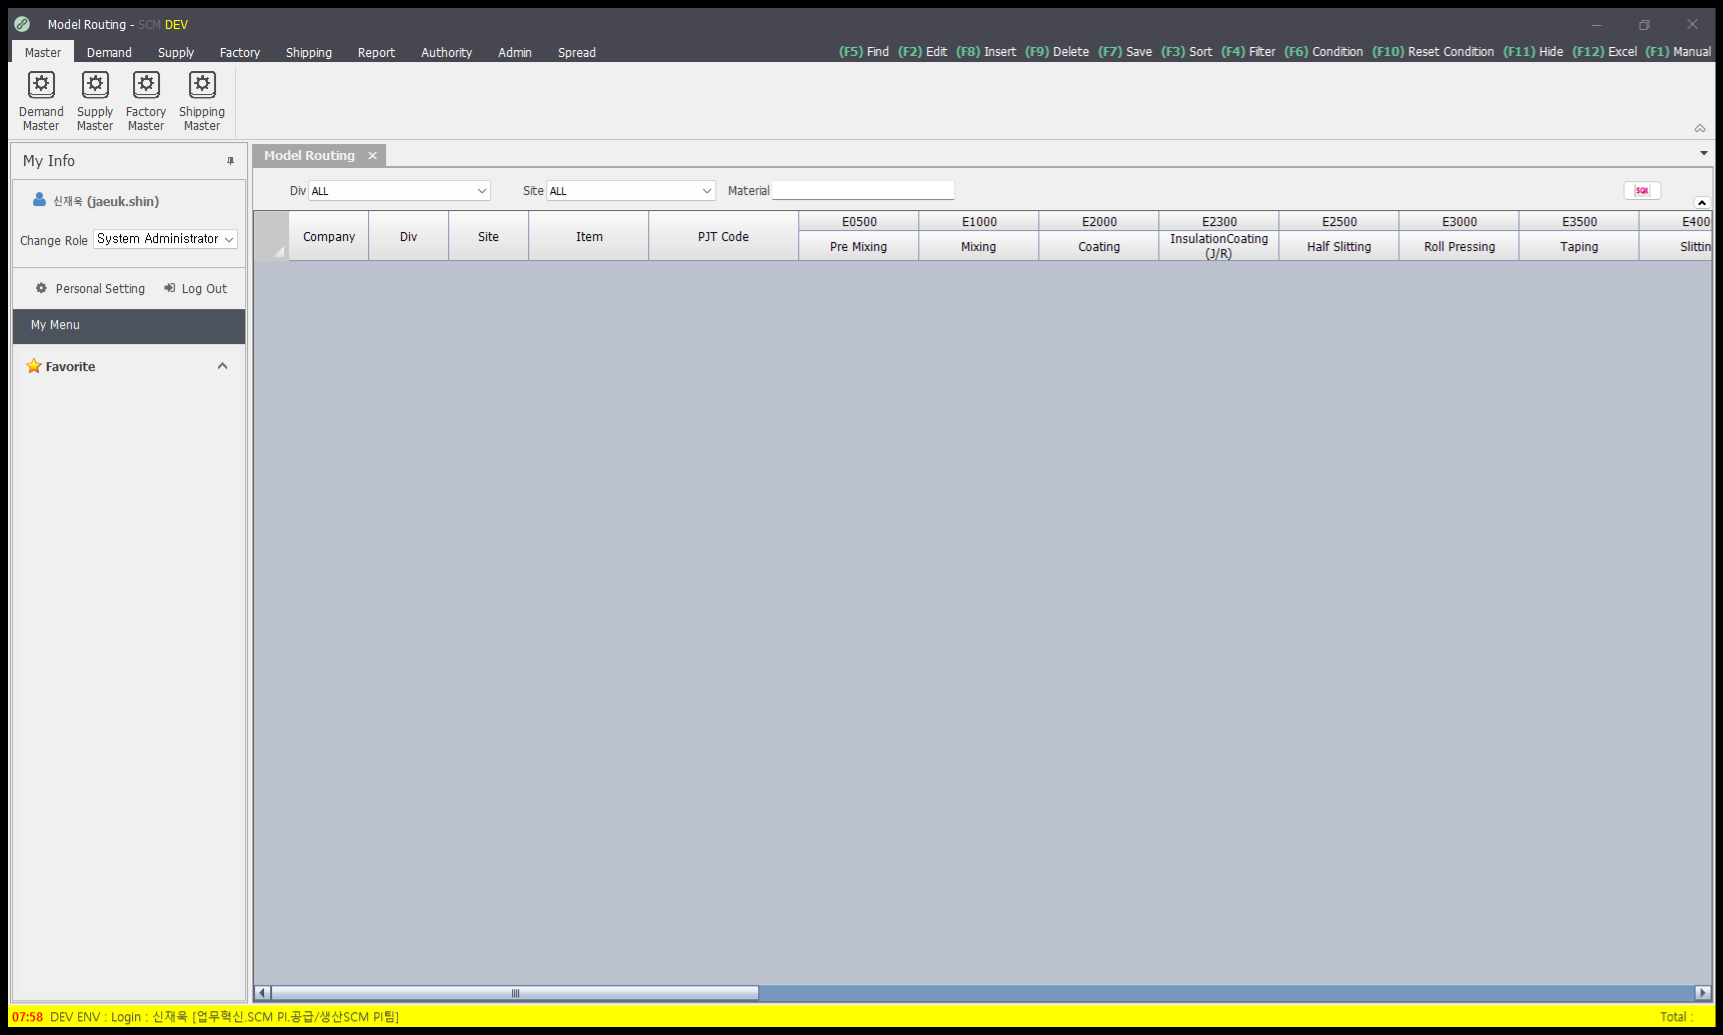 Model Routing - SCM DEV
Master Demand Supply Factory Shipping Report Authority Admin Spread (F5) Find (F2) Edit (F8) Insert (F9) Delete (F7) Save (F3) Sort (F4) Filter (F6) Condition (F10) Reset Condition (F11) Hide (F12) Excel (F1) Manual
Demand Master
Supply Master
Factory Master
Shipping Master
My Info
신재욱 (jaeuk.shin)
Change Role System Administrator
Personal Setting Log Out
My Menu
Favorite
Model Routing
Div ALL Site ALL Material SQL
Company Div Site Item PJT Code
E0500 E1000 E2000 E2300 E2500 E3000 E3500 E400
Pre Mixing Mixing Coating InsulationCoating (J/R) Half Slitting Roll Pressing Taping Slittin
07:58 DEV ENV : Login : 신재욱 [업무혁신.SCM PI.공급/생산SCM PI팀] Total :